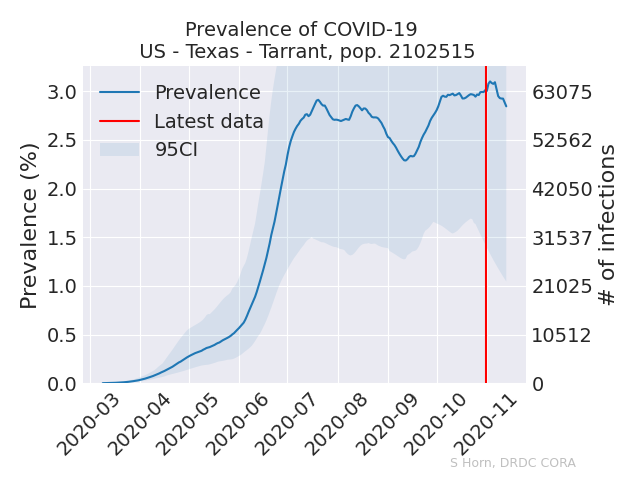 Prevalence of COVID-19
US - Texas - Tarrant, pop. 2102515
Prevalence
Latest data
95CI
Prevalence (%)
3.0
2.5
2.0
1.5
1.0
0.5
0.0
63075
52562
42050
31537
21025
10512
0
# of infections
2020-03
2020-04
2020-05
2020-06
2020-07
2020-08
2020-09
2020-10
2020-11
S Horn, DRDC CORA